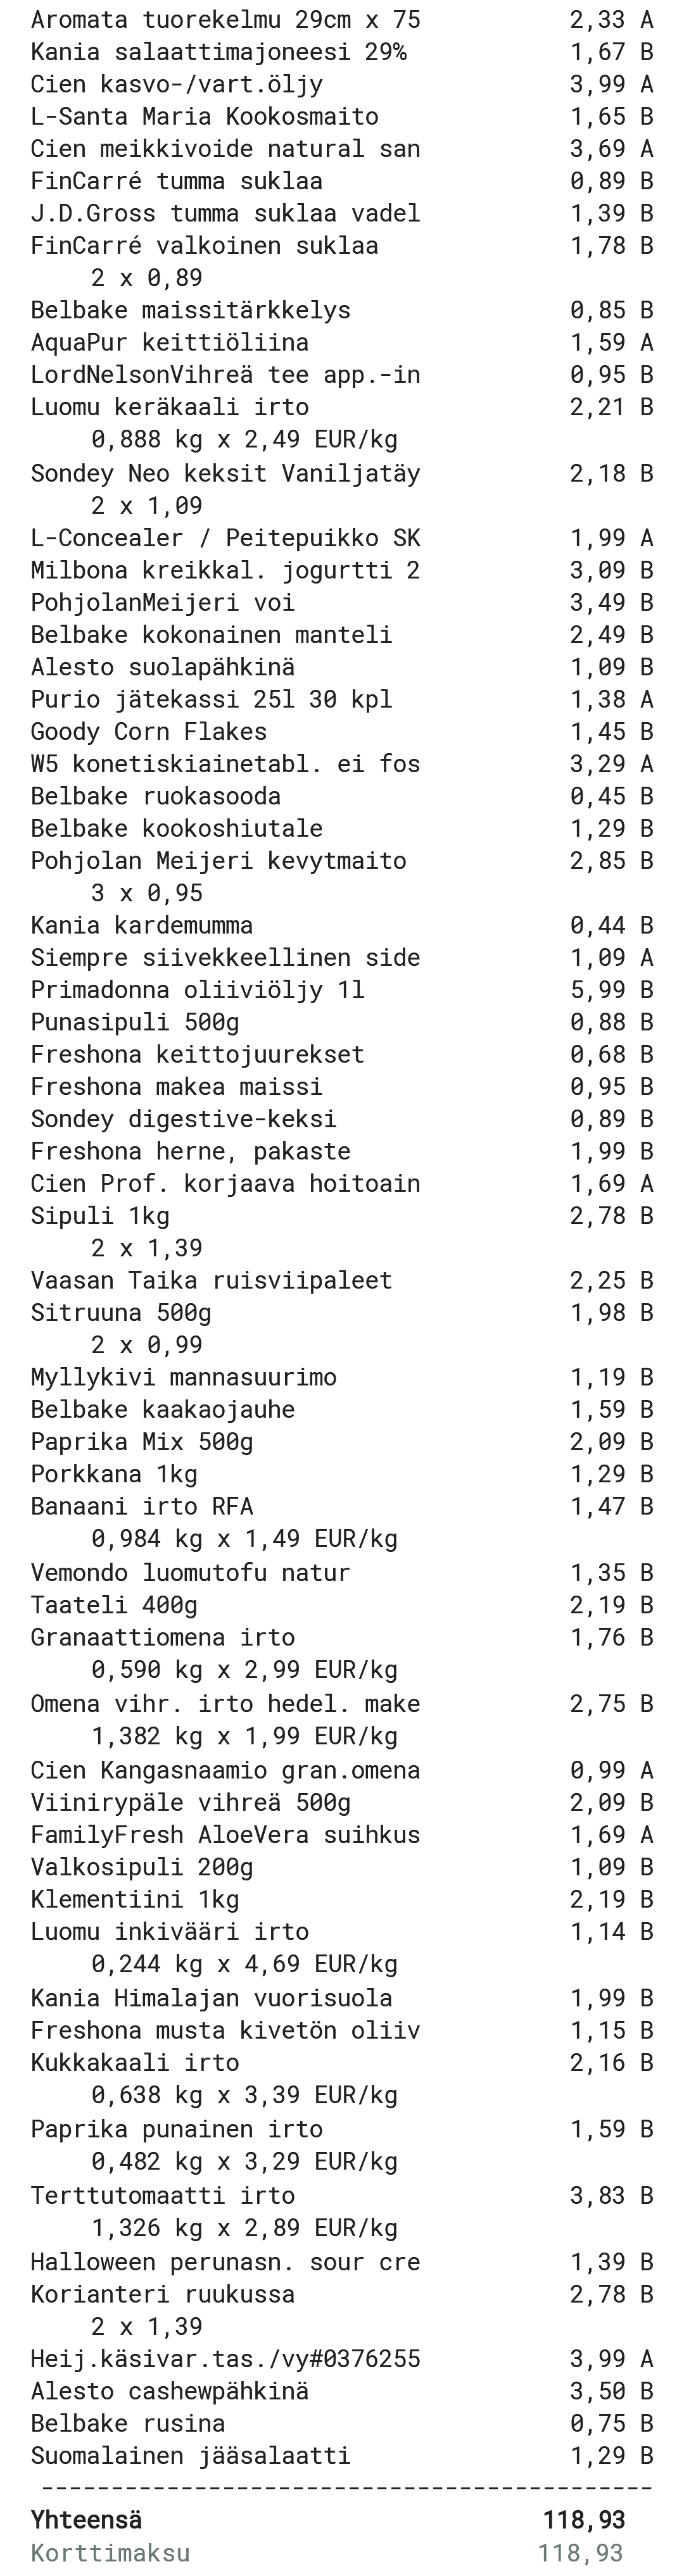 Aromata tuorekelmu 29cm x 75 2,33 A
Kania salaattimajoneesi 29% 1,67 B
Cien kasvo-/vart.öljy 3,99 A
L-Santa Maria Kookosmaito 1,65 B
Cien meikkivoide natural san 3,69 A
FinCarré tumma suklaa 0,89 B
J.D.Gross tumma suklaa vadel 1,39 B
FinCarré valkoinen suklaa 1,78 B
2 x 0,89
Belbake maissitärkkelys 0,85 B
AquaPur keittiöliina 1,59 A
LordNelsonVihreä tee app.-in 0,95 B
Luomu keräkaali irto 2,21 B
0,888 kg x 2,49 EUR/kg
Sondey Neo keksit Vaniljatäy 2,18 B
2 x 1,09
L-Concealer / Peitepuikko SK 1,99 A
Milbona kreikkal. jogurtti 2 3,09 B
PohjolanMeijeri voi 3,49 B
Belbake kokonainen manteli 2,49 B
Alesto suolapähkinä 1,09 B
Purio jätekassi 25l 30 kpl 1,38 A
Goody Corn Flakes 1,45 B
W5 konetiskiainetabl. ei fos 3,29 A
Belbake ruokasooda 0,45 B
Belbake kookoshiutale 1,29 B
Pohjolan Meijeri kevytmaito 2,85 B
3 x 0,95
Kania kardemumma 0,44 B
Siempre siivekkeellinen side 1,09 A
Primadonna oliiviöljy 1l 5,99 B
Punasipuli 500g 0,88 B
Freshona keittojuurekset 0,68 B
Freshona makea maissi 0,95 B
Sondey digestive-keksi 0,89 B
Freshona herne, pakaste 1,99 B
Cien Prof. korjaava hoitoain 1,69 A
Sipuli 1kg 2,78 B
2 x 1,39
Vaasan Taika ruisviipaleet 2,25 B
Sitruuna 500g 1,98 B
2 x 0,99
Myllykivi mannasuurimo 1,19 B
Belbake kaakaojauhe 1,59 B
Paprika Mix 500g 2,09 B
Porkkana 1kg 1,29 B
Banaani irto RFA 1,47 B
0,984 kg x 1,49 EUR/kg
Vemondo luomutofu natur 1,35 B
Taateli 400g 2,19 B
Granaattiomena irto 1,76 B
0,590 kg x 2,99 EUR/kg
Omena vihr. irto hedel. make 2,75 B
1,382 kg x 1,99 EUR/kg
Cien Kangasnaamio gran.omena 0,99 A
Viinirypäle vihreä 500g 2,09 B
FamilyFresh AloeVera suihkus 1,69 A
Valkosipuli 200g 1,09 B
Klementiini 1kg 2,19 B
Luomu inkivääri irto 1,14 B
0,244 kg x 4,69 EUR/kg
Kania Himalajan vuorisuola 1,99 B
Freshona musta kivetön oliiv 1,15 B
Kukkakaali irto 2,16 B
0,638 kg x 3,39 EUR/kg
Paprika punainen irto 1,59 B
0,482 kg x 3,29 EUR/kg
Terttutomaatti irto 3,83 B
1,326 kg x 2,89 EUR/kg
Halloween perunasn. sour cre 1,39 B
Korianteri ruukussa 2,78 B
2 x 1,39
Heij.käsivar.tas./vy#0376255 3,99 A
Alesto cashewpähkinä 3,50 B
Belbake rusina 0,75 B
Suomalainen jääsalaatti 1,29 B
--------------------------------------------
Yhteensä 118,93
Korttimaksu 118,93